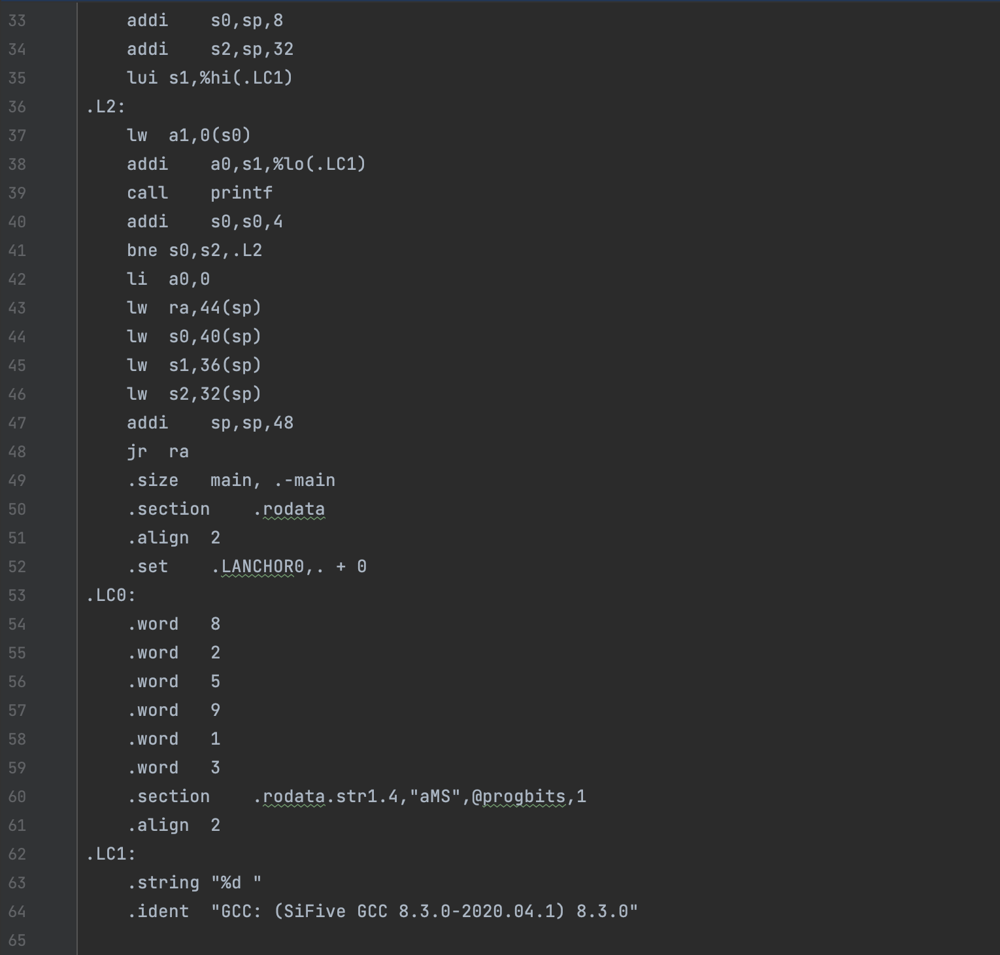 33 addi s0,sp,8
34 addi s2,sp,32
35 lui s1,%hi(.LC1)
36 .L2:
37 lw a1,0(s0)
38 addi a0,s1,%lo(.LC1)
39 call printf
40 addi s0,s0,4
41 bne s0,s2,.L2
42 li a0,0
43 lw ra,44(sp)
44 lw s0,40(sp)
45 lw s1,36(sp)
46 lw s2,32(sp)
47 addi sp,sp,48
48 jr ra
49 .size main, .-main
50 .section .rodata
51 .align 2
52 .set .LANCHOR0,. + 0
53 .LC0:
54 .word 8
55 .word 2
56 .word 5
57 .word 9
58 .word 1
59 .word 3
60 .section .rodata.str1.4,"aMS",@progbits,1
61 .align 2
62 .LC1:
63 .string "%d "
64 .ident "GCC: (SiFive GCC 8.3.0-2020.04.1) 8.3.0"
65